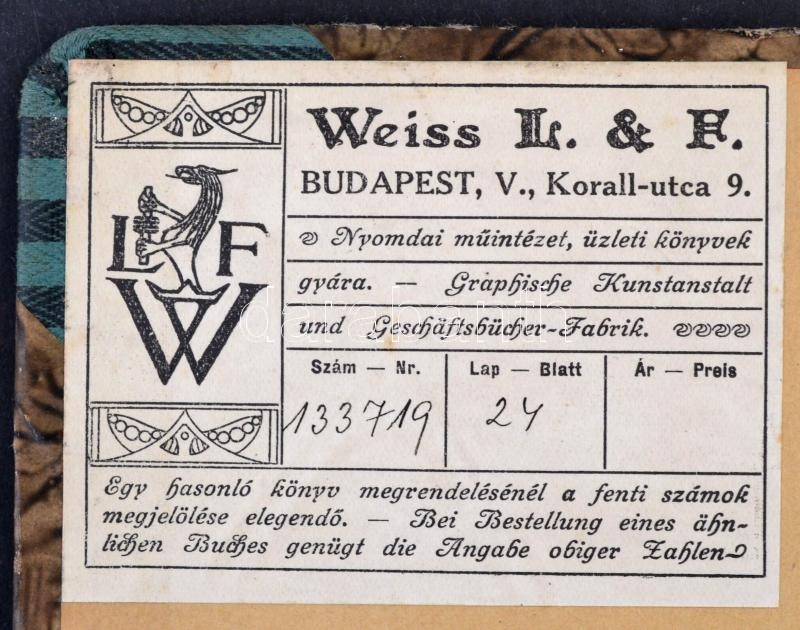 Weiss L. & F.
BUDAPEST, V., Korall-utca 9.
L F
W
Nyomdai műintézet, üzleti könyvek
gyára. — Graphische Kunstanstalt
und Geschäftsbücher-Fabrik.
Szám — Nr. Lap — Blatt Ár — Preis
133719 24
Egy hasonló könyv megrendelésénél a fenti számok
megjelölése elegendő. — Bei Bestellung eines ähn-
lichen Buches genügt die Angabe obiger Zahlen
darabanth